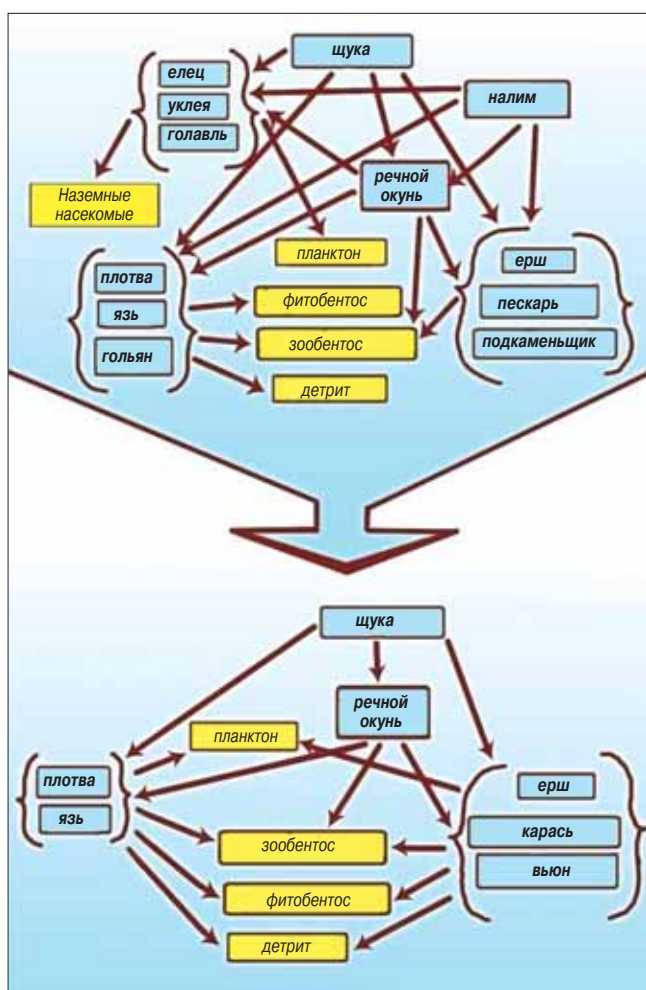 щука
елец
уклея
голавль
налим
речной
окунь
Наземные
насекомые
планктон
ерш
плотва
фитобентос
пескарь
язь
зообентос
подкаменьщик
гольян
детрит
щука
речной
окунь
планктон
плотва
ерш
язь
карась
зообентос
вьюн
фитобентос
детрит